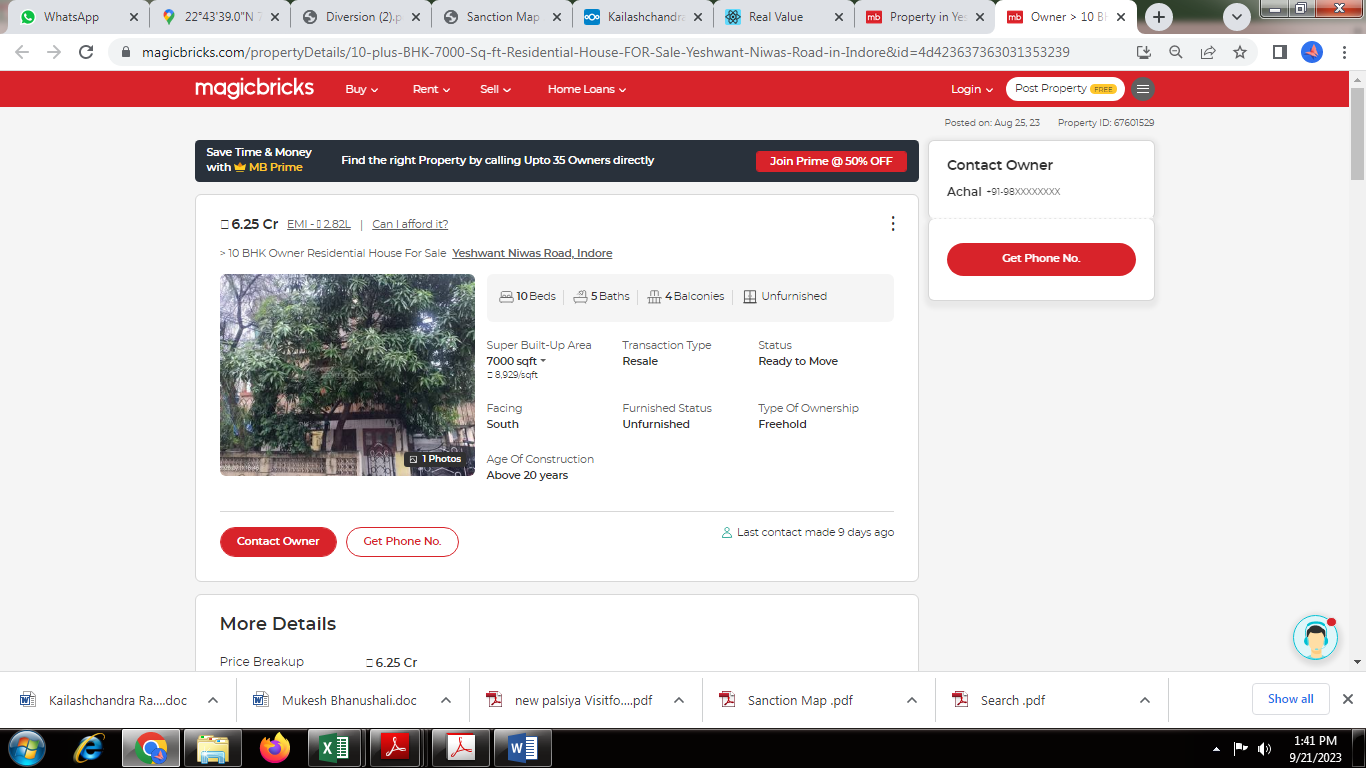 WhatsApp
22°43'39.0"N 7
Diversion (2).p
Sanction Map
Kailashchandra
Real Value
Property in Yes
Owner > 10 BH
magicbricks.com/propertyDetails/10-plus-BHK-7000-Sq-ft-Residential-House-FOR-Sale-Yeshwant-Niwas-Road-in-Indore&id=4d423637363031353239
magicbricks Buy Rent Sell Home Loans Login Post Property FREE
Posted on: Aug 25, 23 Property ID: 67601529
Save Time & Money
with MB Prime
Find the right Property by calling Upto 35 Owners directly
Join Prime @ 50% OFF
Contact Owner
Achal +91-98XXXXXXXX
Get Phone No.
6.25 Cr EMI - 2.82L | Can I afford it?
> 10 BHK Owner Residential House For Sale Yeshwant Niwas Road, Indore
1 Photos
10 Beds 5 Baths 4 Balconies Unfurnished
Super Built-Up Area Transaction Type Status
7000 sqft Resale Ready to Move
8,929/sqft
Facing Furnished Status Type Of Ownership
South Unfurnished Freehold
Age Of Construction
Above 20 years
Contact Owner Get Phone No. Last contact made 9 days ago
More Details
Price Breakup 6.25 Cr
Kailashchandra Ra....doc
Mukesh Bhanushali.doc
new palsiya Visitfo....pdf
Sanction Map .pdf
Search .pdf
Show all
1:41 PM
9/21/2023